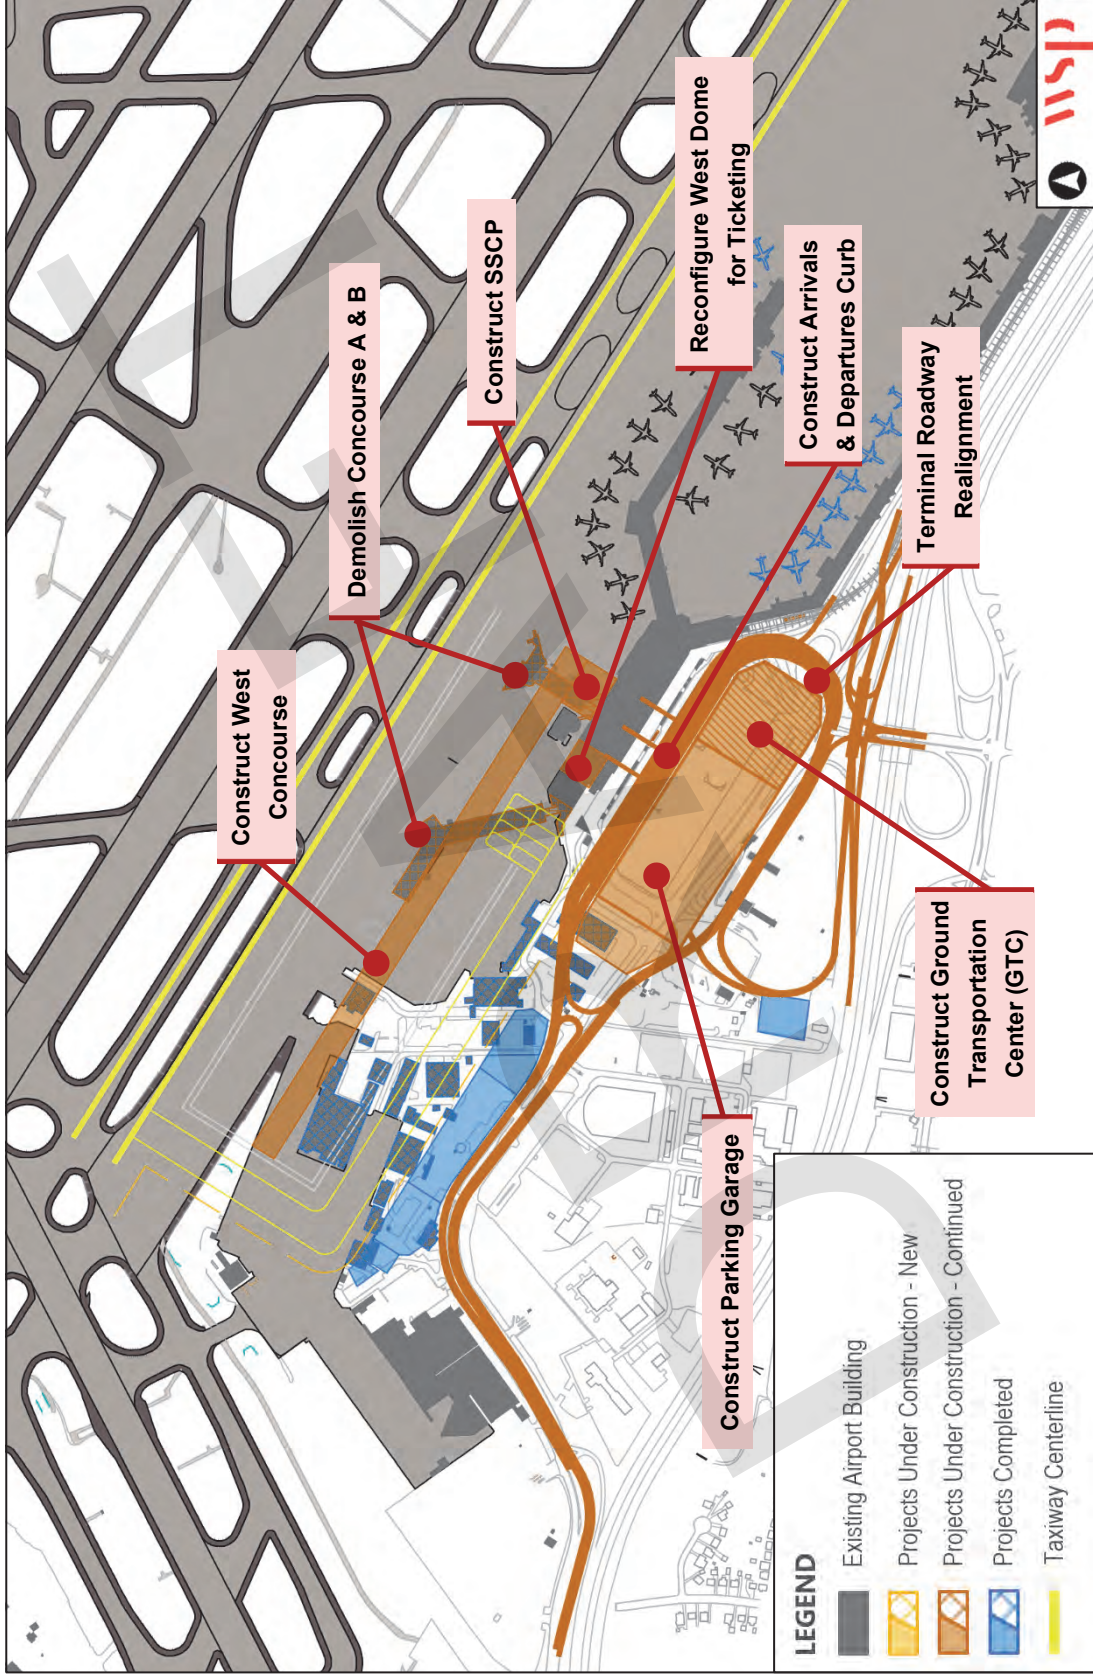 Construct West
Concourse
Demolish Concourse A & B
Construct SSCP
Reconfigure West Dome
for Ticketing
Construct Arrivals
& Departures Curb
Terminal Roadway
Realignment
Construct Ground
Transportation
Center (GTC)
Construct Parking Garage
LEGEND
Existing Airport Building
Projects Under Construction - New
Projects Under Construction - Continued
Projects Completed
Taxiway Centerline
wsp
DRAFT